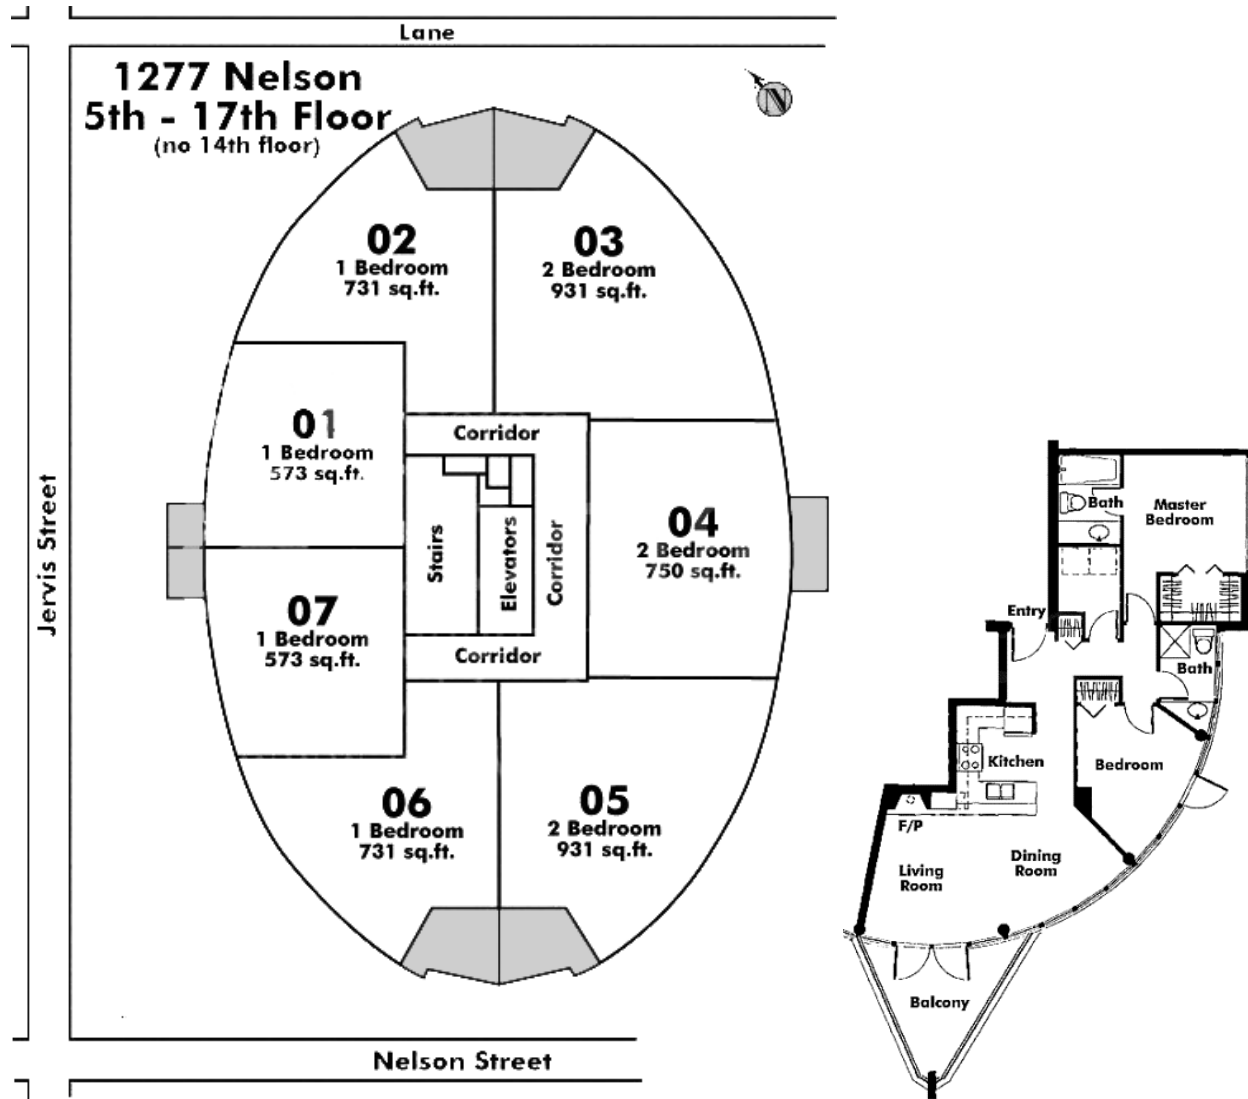 Lane
1277 Nelson
5th - 17th Floor
(no 14th floor)
N
02
1 Bedroom
731 sq.ft.
03
2 Bedroom
931 sq.ft.
01
1 Bedroom
573 sq.ft.
Corridor
Stairs
Elevators
Corridor
04
2 Bedroom
750 sq.ft.
07
1 Bedroom
573 sq.ft.
Corridor
06
1 Bedroom
731 sq.ft.
05
2 Bedroom
931 sq.ft.
Jervis Street
Nelson Street
Bath
Master
Bedroom
Entry
Bath
Kitchen
Bedroom
F/P
Living
Room
Dining
Room
Balcony